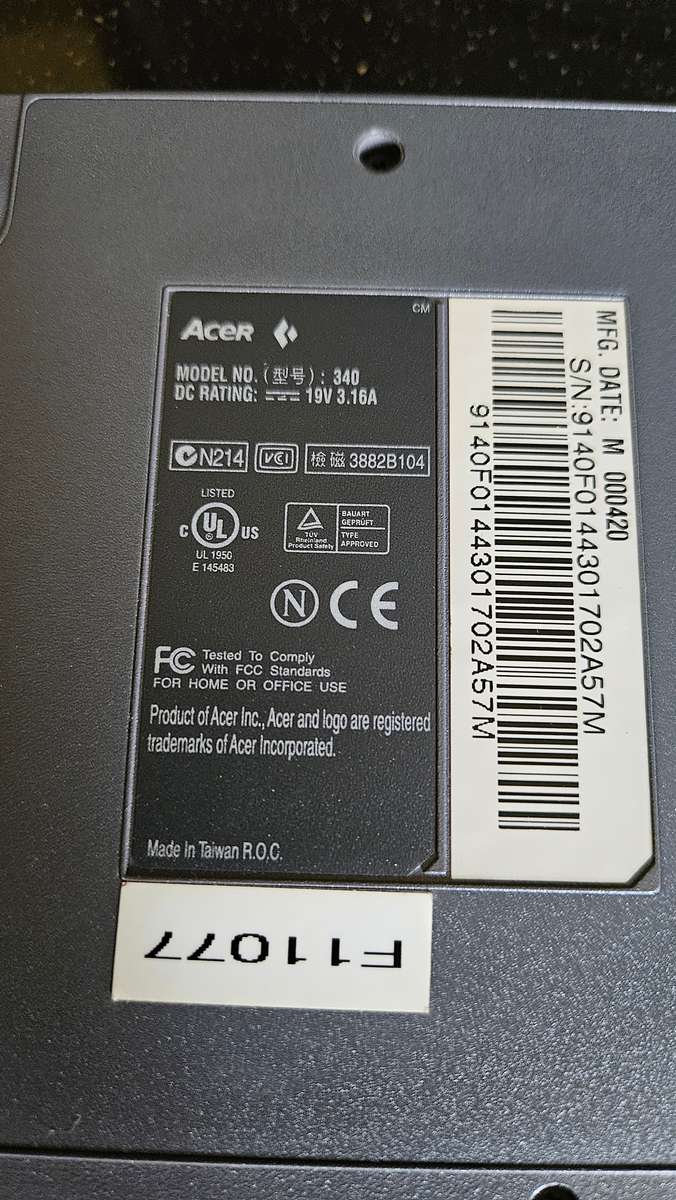 CM
Acer
MODEL NO. (型号) : 340
DC RATING: 19V 3.16A
N214 VCI 檢磁 3882B104
LISTED
C UL US
UL 1950
E 145483
TÜV
Rheinland
Product Safety
BAUART
GEPRÜFT
TYPE
APPROVED
N CE
FC Tested To Comply
With FCC Standards
FOR HOME OR OFFICE USE
Product of Acer Inc., Acer and logo are registered
trademarks of Acer Incorporated.
Made In Taiwan R.O.C.
MFG. DATE: M 000420
S/N:9140F0144301702A57M
9140F0144301702A57M
F11077